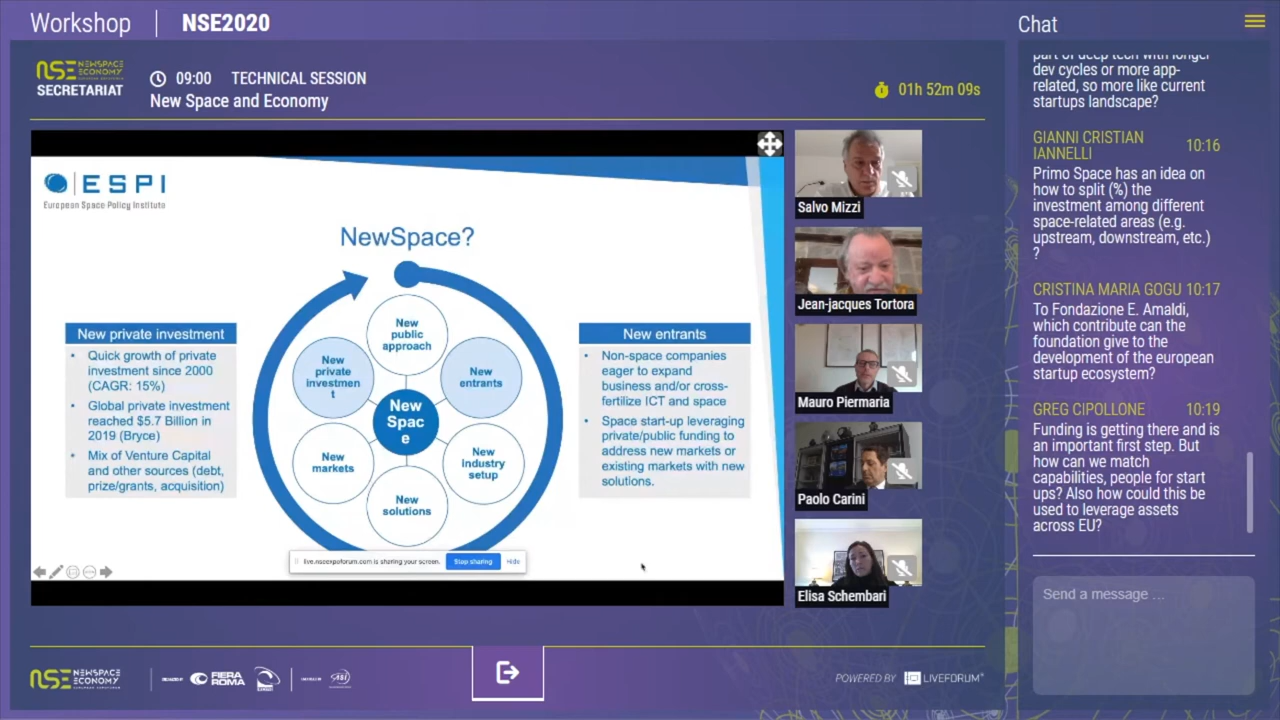 Workshop
NSE2020
Chat
NSE NEWSPACE
ECONOMY
SECRETARIAT
09:00 TECHNICAL SESSION
New Space and Economy
01h 52m 09s
ESPI
European Space Policy Institute
NewSpace?
New private investment
• Quick growth of private
investment since 2000
(CAGR: 15%)
• Global private investment
reached $5.7 Billion in
2019 (Bryce)
• Mix of Venture Capital
and other sources (debt,
prize/grants, acquisition)
New
public
approach
New
private
investmen
t
New
entrants
New
Spac
e
New
markets
New
industry
setup
New
solutions
New entrants
• Non-space companies
eager to expand
business and/or cross-
fertilize ICT and space
• Space start-up leveraging
private/public funding to
address new markets or
existing markets with new
solutions.
live.nseexpoforum.com is sharing your screen.
Stop sharing
Hide
Salvo Mizzi
Jean-jacques Tortora
Mauro Piermaria
Paolo Carini
Elisa Schembari
part of deep tech with longer
dev cycles or more app-
related, so more like current
startups landscape?
GIANNI CRISTIAN
IANNELLI
10:16
Primo Space has an idea on
how to split (%) the
investment among different
space-related areas (e.g.
upstream, downstream, etc.)
?
CRISTINA MARIA GOGU 10:17
To Fondazione E. Amaldi,
which contribute can the
foundation give to the
development of the european
startup ecosystem?
GREG CIPOLLONE 10:19
Funding is getting there and is
an important first step. But
how can we match
capabilities, people for start
ups? Also how could this be
used to leverage assets
across EU?
Send a message ...
NSE NEWSPACE
ECONOMY
FIERA
ROMA
POWERED BY LIVEFORUM